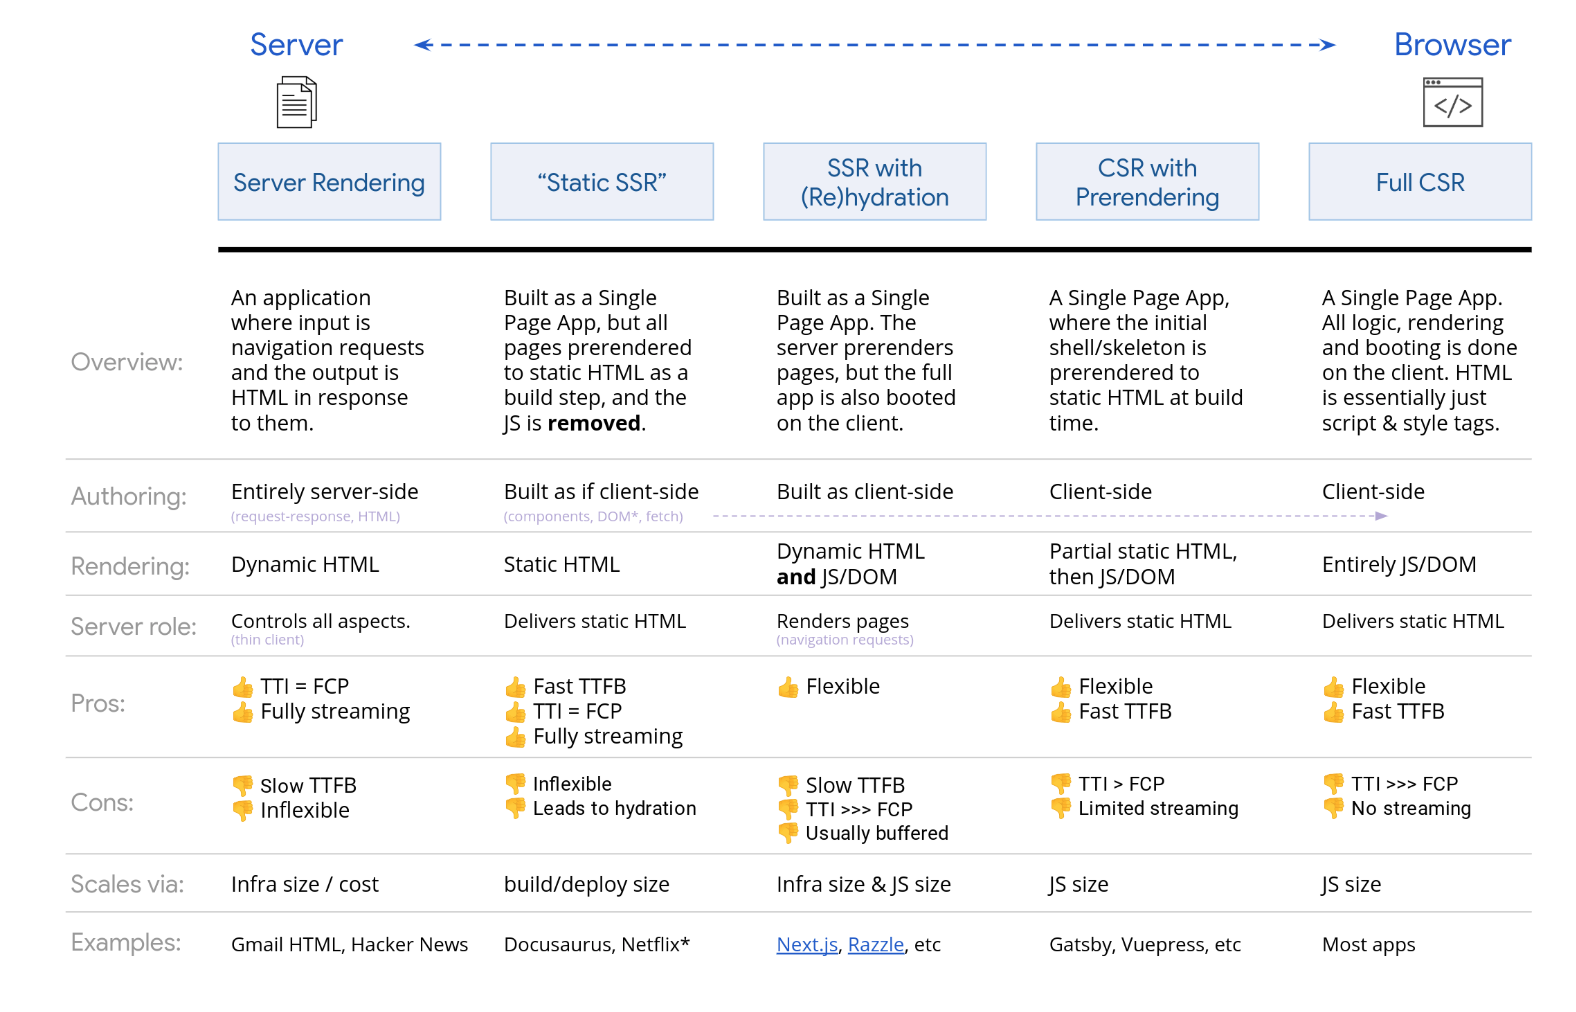 Server
Browser
</>
Server Rendering
“Static SSR”
SSR with
(Re)hydration
CSR with
Prerendering
Full CSR
Overview:
An application
where input is
navigation requests
and the output is
HTML in response
to them.
Built as a Single
Page App, but all
pages prerendered
to static HTML as a
build step, and the
JS is removed.
Built as a Single
Page App. The
server prerenders
pages, but the full
app is also booted
on the client.
A Single Page App,
where the initial
shell/skeleton is
prerendered to
static HTML at build
time.
A Single Page App.
All logic, rendering
and booting is done
on the client. HTML
is essentially just
script & style tags.
Authoring:
Entirely server-side
(request-response, HTML)
Built as if client-side
(components, DOM*, fetch)
Built as client-side
Client-side
Client-side
Rendering:
Dynamic HTML
Static HTML
Dynamic HTML
and JS/DOM
Partial static HTML,
then JS/DOM
Entirely JS/DOM
Server role:
Controls all aspects.
(thin client)
Delivers static HTML
Renders pages
(navigation requests)
Delivers static HTML
Delivers static HTML
Pros:
👍 TTI = FCP
👍 Fully streaming
👍 Fast TTFB
👍 TTI = FCP
👍 Fully streaming
👍 Flexible
👍 Flexible
👍 Fast TTFB
👍 Flexible
👍 Fast TTFB
Cons:
👎 Slow TTFB
👎 Inflexible
👎 Inflexible
👎 Leads to hydration
👎 Slow TTFB
👎 TTI >>> FCP
👎 Usually buffered
👎 TTI > FCP
👎 Limited streaming
👎 TTI >>> FCP
👎 No streaming
Scales via:
Infra size / cost
build/deploy size
Infra size & JS size
JS size
JS size
Examples:
Gmail HTML, Hacker News
Docusaurus, Netflix*
Next.js, Razzle, etc
Gatsby, Vuepress, etc
Most apps